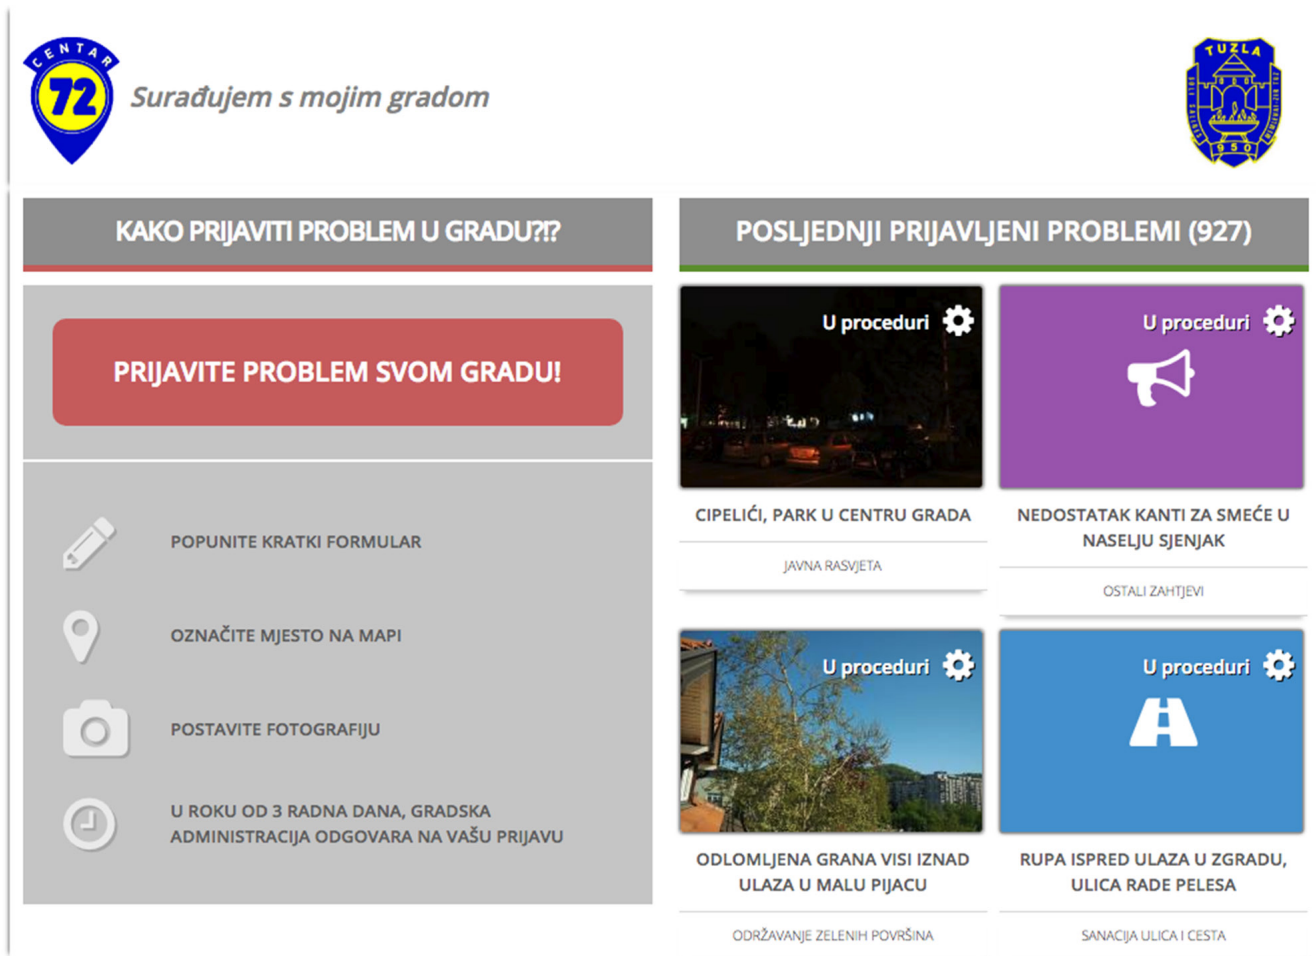 CENTAR
72
Surađujem s mojim gradom
TUZLA
950
KAKO PRIJAVITI PROBLEM U GRADU?!?
PRIJAVITE PROBLEM SVOM GRADU!
POPUNITE KRATKI FORMULAR
OZNAČITE MJESTO NA MAPI
POSTAVITE FOTOGRAFIJU
U ROKU OD 3 RADNA DANA, GRADSKA
ADMINISTRACIJA ODGOVARA NA VAŠU PRIJAVU
POSLJEDNJI PRIJAVLJENI PROBLEMI (927)
U proceduri
CIPELIĆI, PARK U CENTRU GRADA
JAVNA RASVJETA
U proceduri
NEDOSTATAK KANTI ZA SMEĆE U
NASELJU SJENJAK
OSTALI ZAHTJEVI
U proceduri
ODLOMLJENA GRANA VISI IZNAD
ULAZA U MALU PIJACU
ODRŽAVANJE ZELENIH POVRŠINA
U proceduri
RUPA ISPRED ULAZA U ZGRADU,
ULICA RADE PELESA
SANACIJA ULICA I CESTA